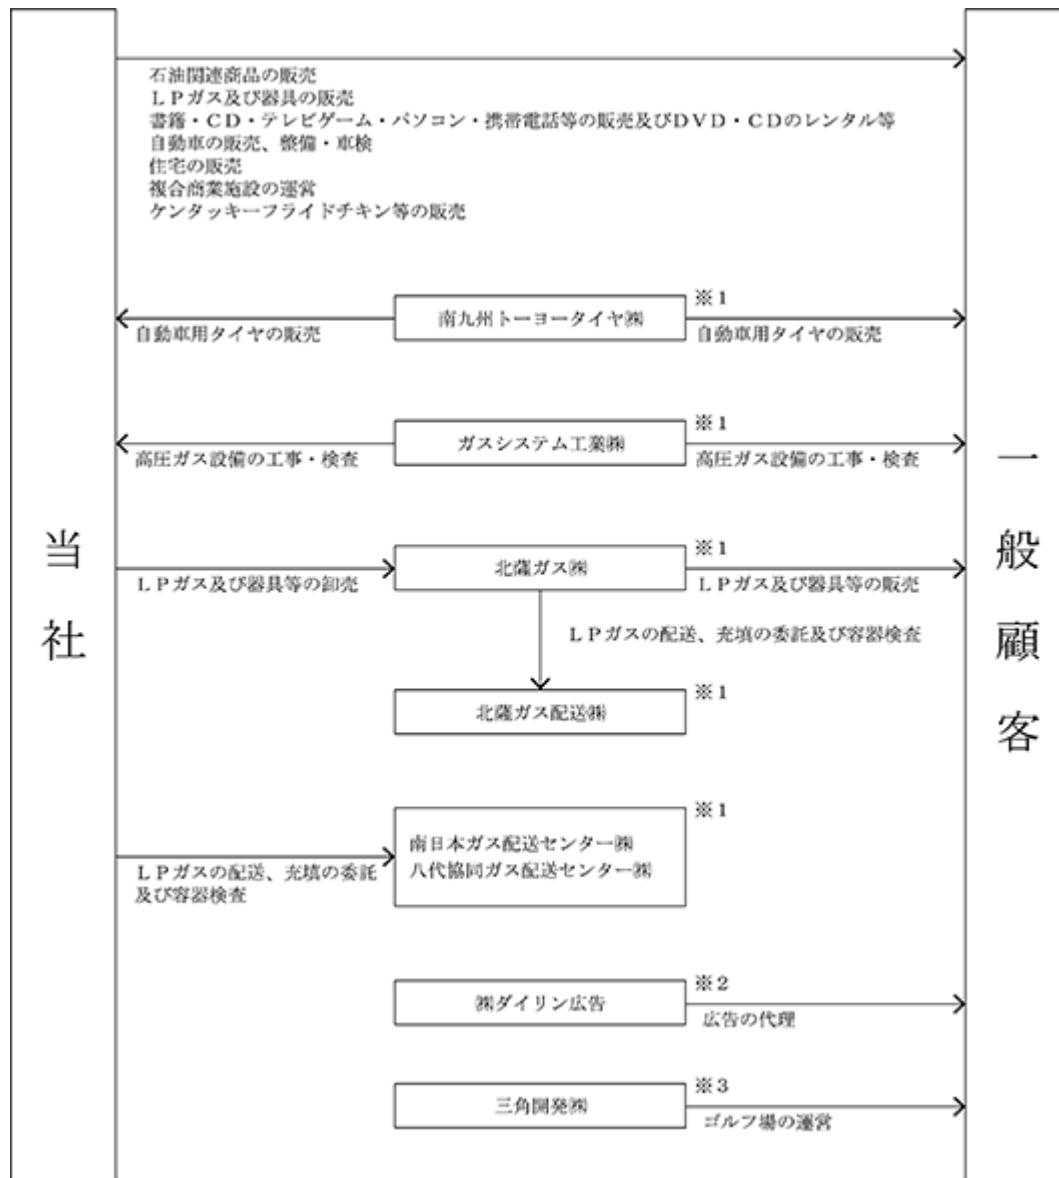 石油関連商品の販売
LPガス及び器具の販売
書籍・CD・テレビゲーム・パソコン・携帯電話等の販売及びDVD・CDのレンタル等
自動車の販売、整備・車検
住宅の販売
複合商業施設の運営
ケンタッキーフライドチキン等の販売
※1
南九州トーヨータイヤ㈱
自動車用タイヤの販売
自動車用タイヤの販売
※1
ガスシステム工業㈱
高圧ガス設備の工事・検査
高圧ガス設備の工事・検査
当社
一般顧客
※1
北薩ガス㈱
LPガス及び器具等の卸売
LPガス及び器具等の販売
LPガスの配送、充填の委託及び容器検査
※1
北薩ガス配送㈱
※1
南日本ガス配送センター㈱
八代協同ガス配送センター㈱
LPガスの配送、充填の委託
及び容器検査
※2
㈱ダイリン広告
広告の代理
※3
三角開発㈱
ゴルフ場の運営